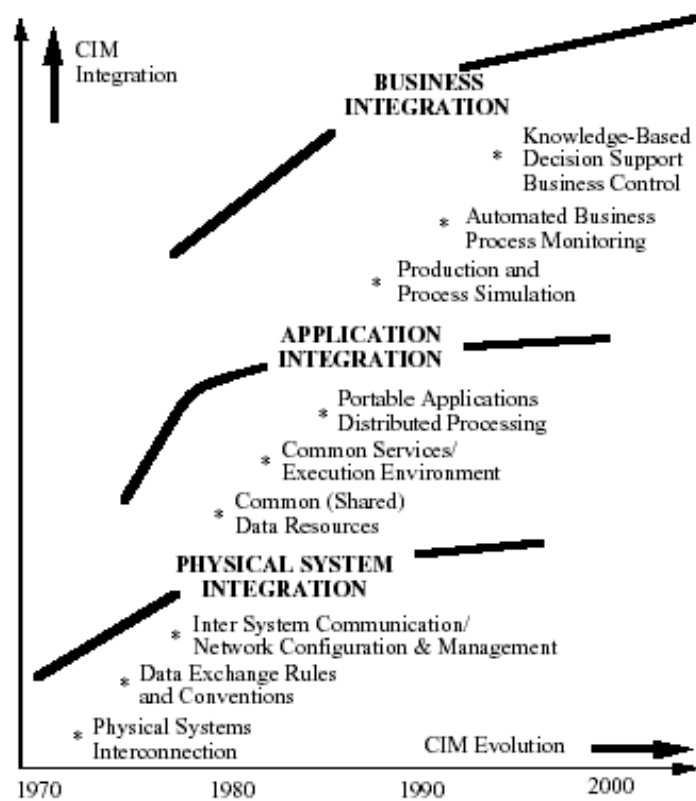 CIM
Integration
BUSINESS
INTEGRATION
* Knowledge-Based
Decision Support
Business Control
* Automated Business
Process Monitoring
* Production and
Process Simulation
APPLICATION
INTEGRATION
* Portable Applications
Distributed Processing
* Common Services/
Execution Environment
* Common (Shared)
Data Resources
PHYSICAL SYSTEM
INTEGRATION
* Inter System Communication/
Network Configuration & Management
* Data Exchange Rules
and Conventions
* Physical Systems
Interconnection
CIM Evolution
1970 1980 1990 2000